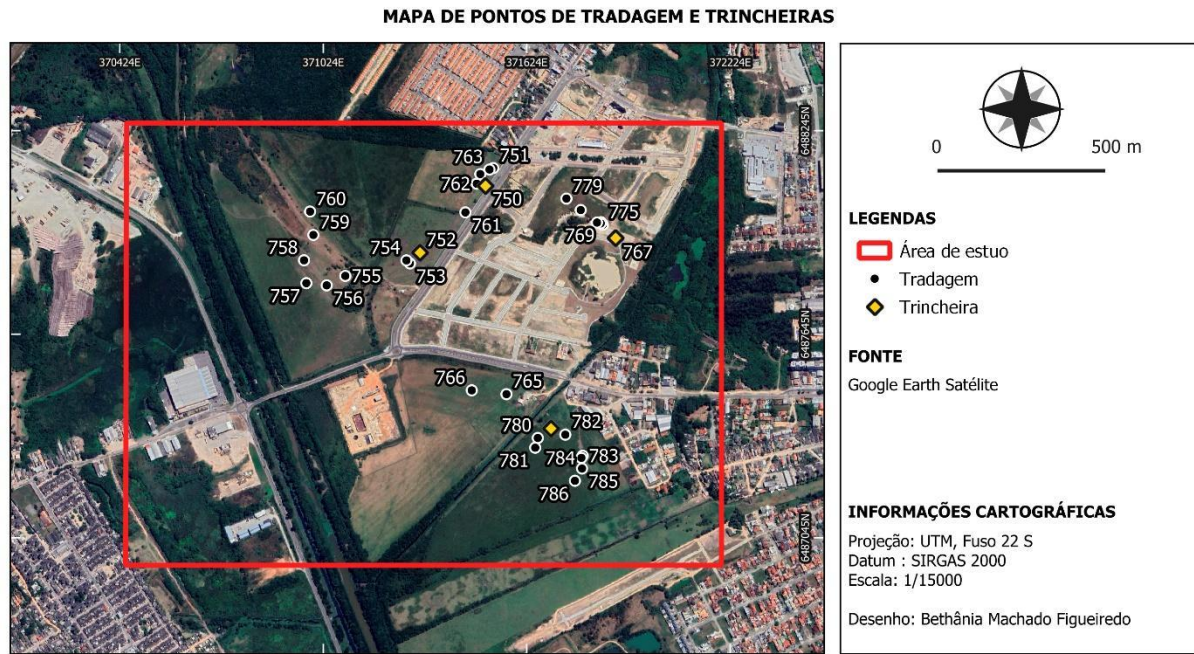 MAPA DE PONTOS DE TRADAGEM E TRINCHEIRAS
370424E
371024E
371624E
372224E
6488245N
6487645N
6487045N
763
751
762
750
761
760
759
758
757
756
755
754
752
753
779
775
769
767
766
765
780
782
781
784
783
785
786
0
500 m
LEGENDAS
Área de estuo
Tradagem
Trincheira
FONTE
Google Earth Satélite
INFORMAÇÕES CARTOGRÁFICAS
Projeção: UTM, Fuso 22 S
Datum : SIRGAS 2000
Escala: 1/15000
Desenho: Bethânia Machado Figueiredo